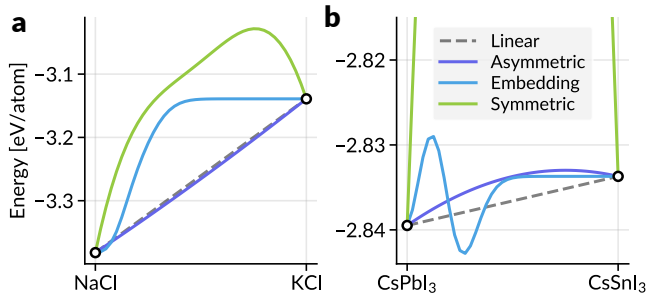 a
b
Energy [eV/atom]
−3.1
−3.2
−3.3
NaCl
KCl
−2.82
−2.83
−2.84
CsPbI₃
CsSnI₃
Linear
Asymmetric
Embedding
Symmetric